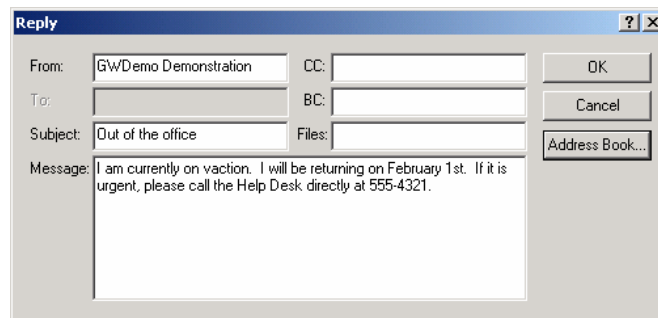 Reply
From: GWDemo Demonstration CC: OK
To: BC: Cancel
Subject: Out of the office Files: Address Book...
Message: I am currently on vaction. I will be returning on February 1st. If it is
urgent, please call the Help Desk directly at 555-4321.